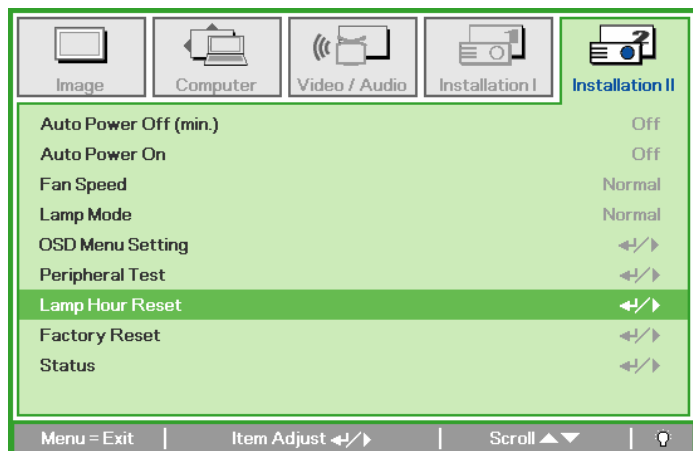 Image Computer Video / Audio Installation I Installation II
Auto Power Off (min.) Off
Auto Power On Off
Fan Speed Normal
Lamp Mode Normal
OSD Menu Setting
Peripheral Test
Lamp Hour Reset
Factory Reset
Status
Menu = Exit | Item Adjust | Scroll |